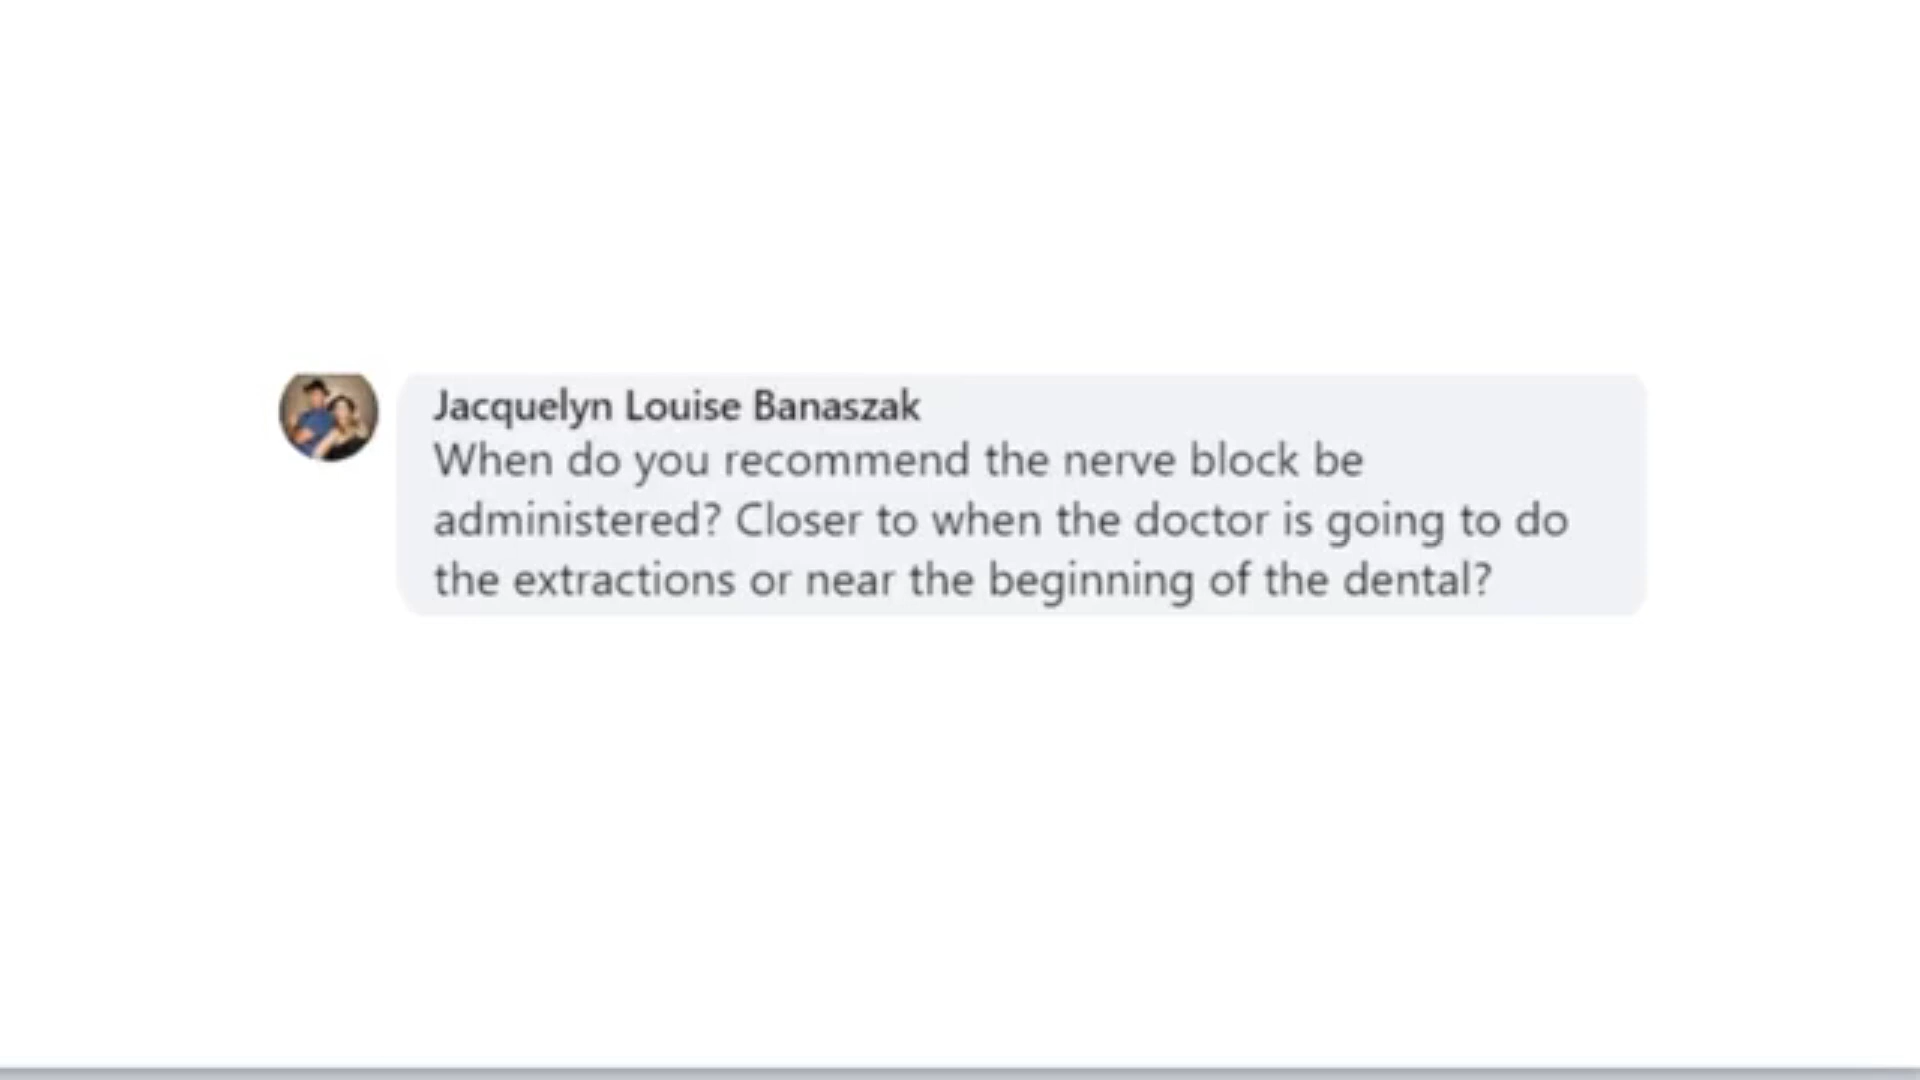 Jacquelyn Louise Banaszak
When do you recommend the nerve block be
administered? Closer to when the doctor is going to do
the extractions or near the beginning of the dental?